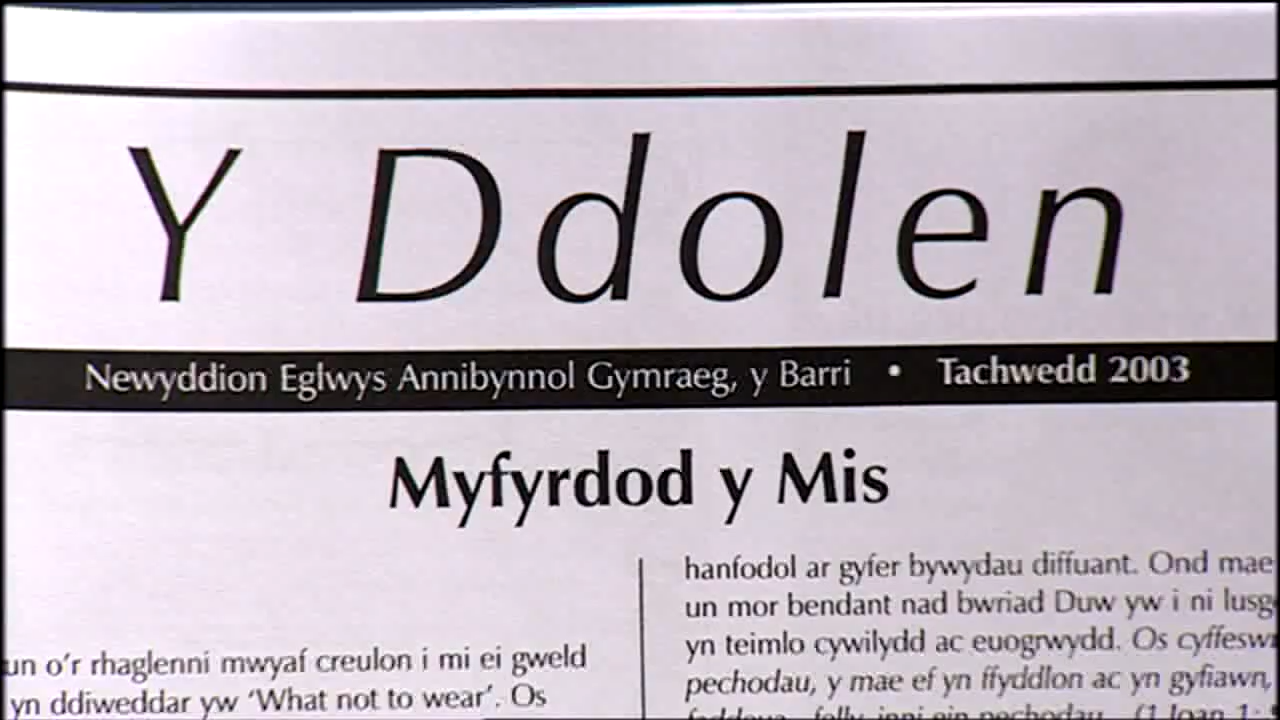 Y Ddolen
Newyddion Eglwys Annibynnol Gymraeg, y Barri • Tachwedd 2003
Myfyrdod y Mis
un o'r rhaglenni mwyaf creulon i mi ei gweld
yn ddiweddar yw 'What not to wear'. Os
hanfodol ar gyfer bywydau diffuant. Ond mae
un mor bendant nad bwriad Duw yw i ni
yn teimlo cywilydd ac euogrwydd. Os
pechodau, y mae ef yn ffyddlon ac yn gyfiawn,